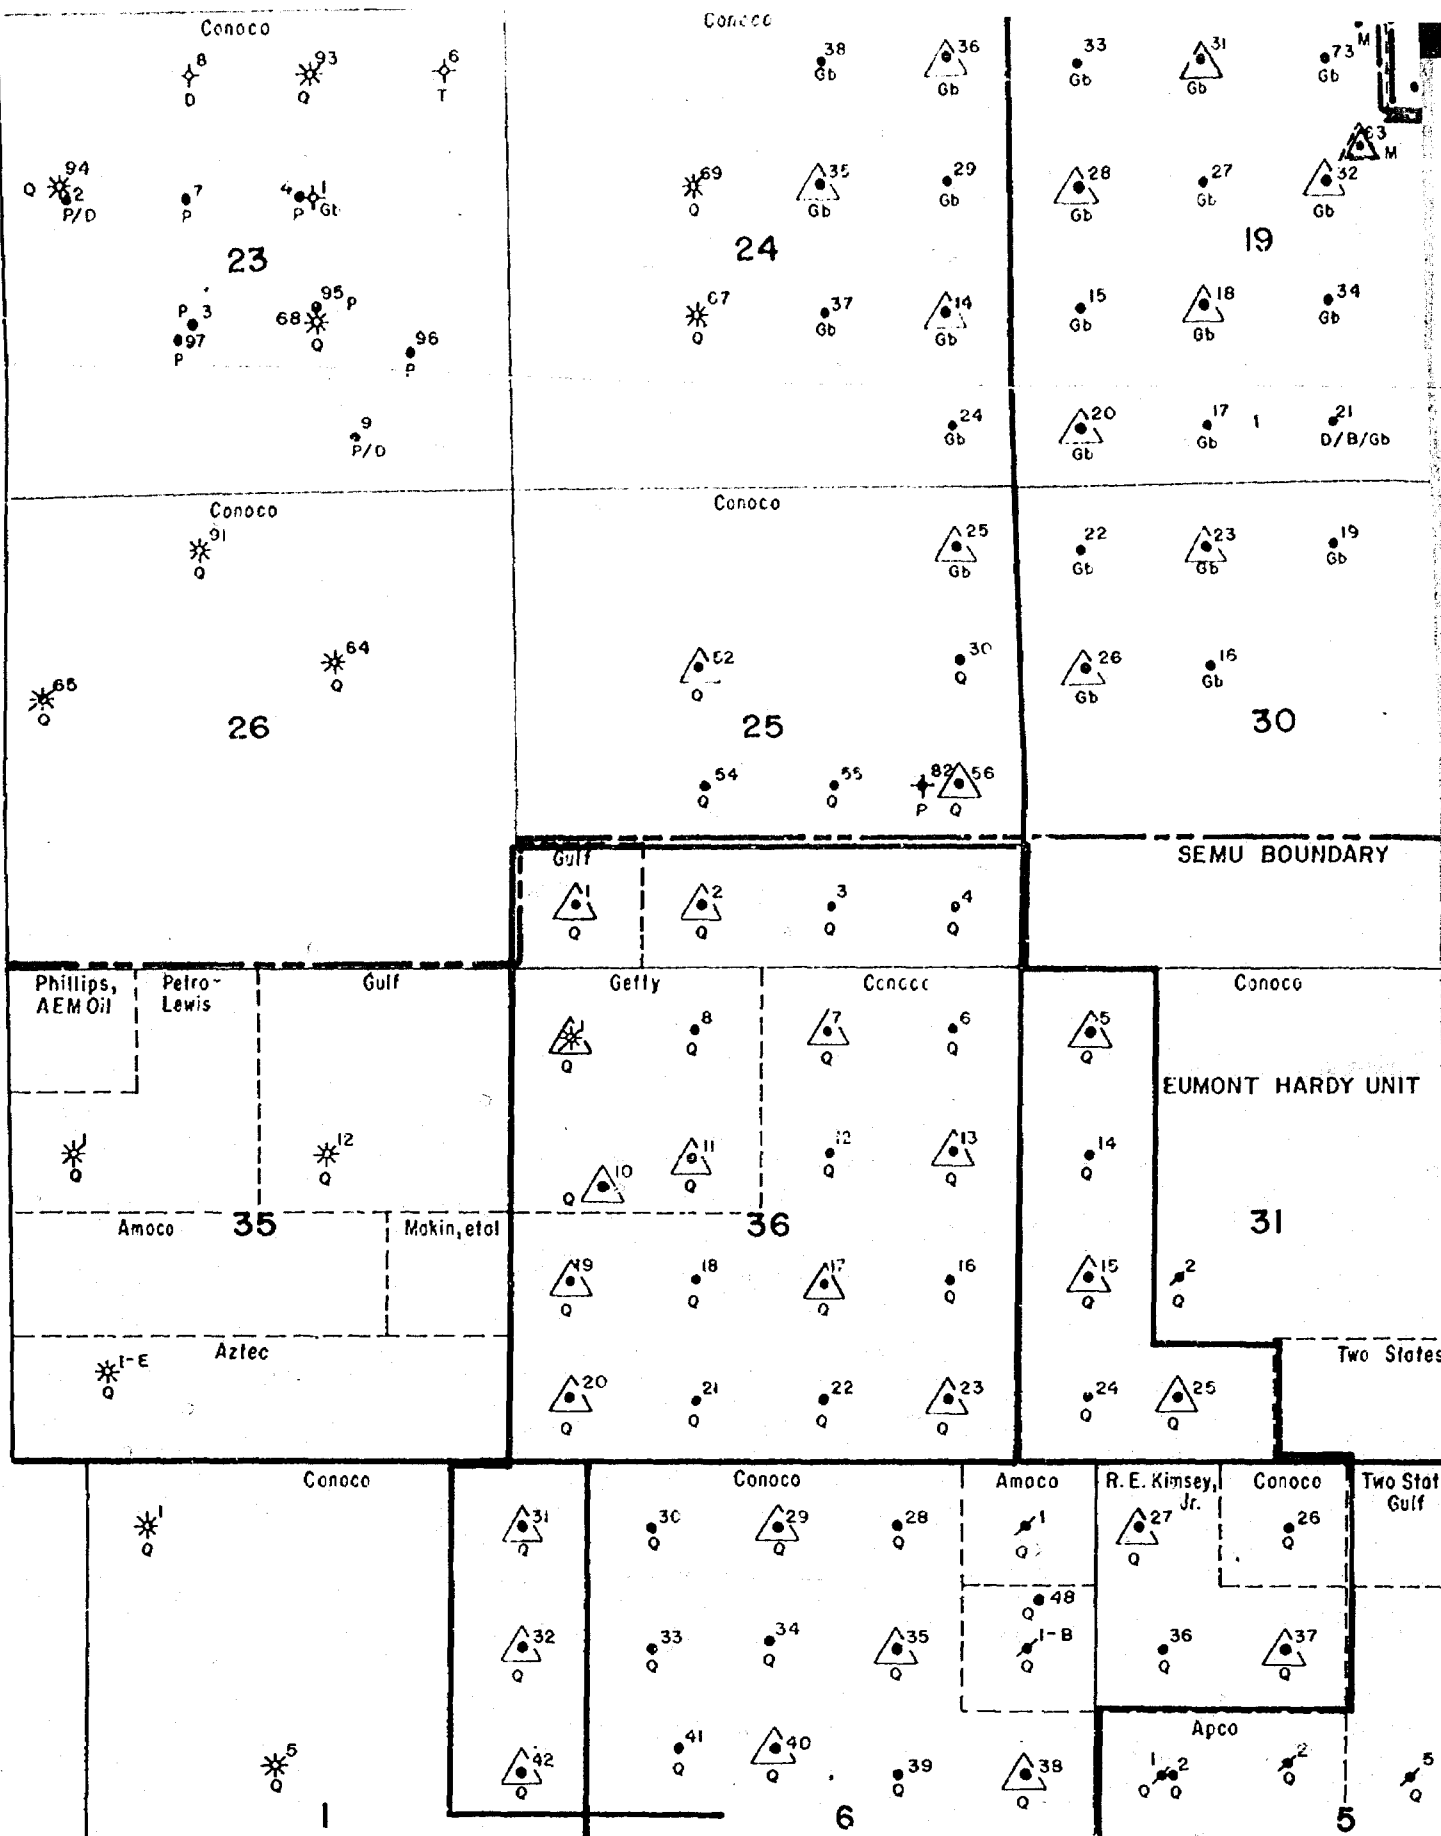 Conoco
Conoco
8
D
93
Q
6
T
38
Gb
36
Gb
33
Gb
31
Gb
73
Gb
M
63
M
94
Q
2
P/D
7
P
4
P
1
Gb
69
Q
35
Gb
29
Gb
28
Gb
27
Gb
32
Gb
23
24
19
P
3
97
P
95
P
68
Q
96
P
67
Q
37
Gb
14
Gb
15
Gb
18
Gb
34
Gb
9
P/D
24
Gb
20
Gb
17
Gb
21
D/B/Gb
Conoco
Conoco
91
Q
25
Gb
22
Gb
23
Gb
19
Gb
64
Q
65
Q
52
Q
30
Q
26
Gb
16
Gb
26
25
30
54
Q
55
Q
82
P
56
Q
SEMU BOUNDARY
Gulf
1
Q
2
Q
3
Q
4
Q
Phillips,
AEM Oil
Petro-
Lewis
Gulf
Getty
Conoco
Conoco
1
Q
8
Q
7
Q
6
Q
5
Q
EUMONT HARDY UNIT
1
Q
12
Q
10
Q
11
Q
12
Q
13
Q
14
Q
Amoco
35
Makin, etal
36
31
19
Q
18
Q
17
Q
16
Q
15
Q
2
Q
Aztec
Two States
1-E
Q
20
Q
21
Q
22
Q
23
Q
24
Q
25
Q
Conoco
Conoco
Amoco
R. E. Kimsey,
Jr.
Conoco
Two Stat
Gulf
1
Q
31
Q
30
Q
29
Q
28
Q
1
Q
27
Q
26
Q
48
Q
32
Q
33
Q
34
Q
35
Q
1-B
Q
36
Q
37
Q
Apco
5
Q
42
Q
41
Q
40
Q
39
Q
38
Q
1
Q
2
2
Q
5
Q
1
6
5